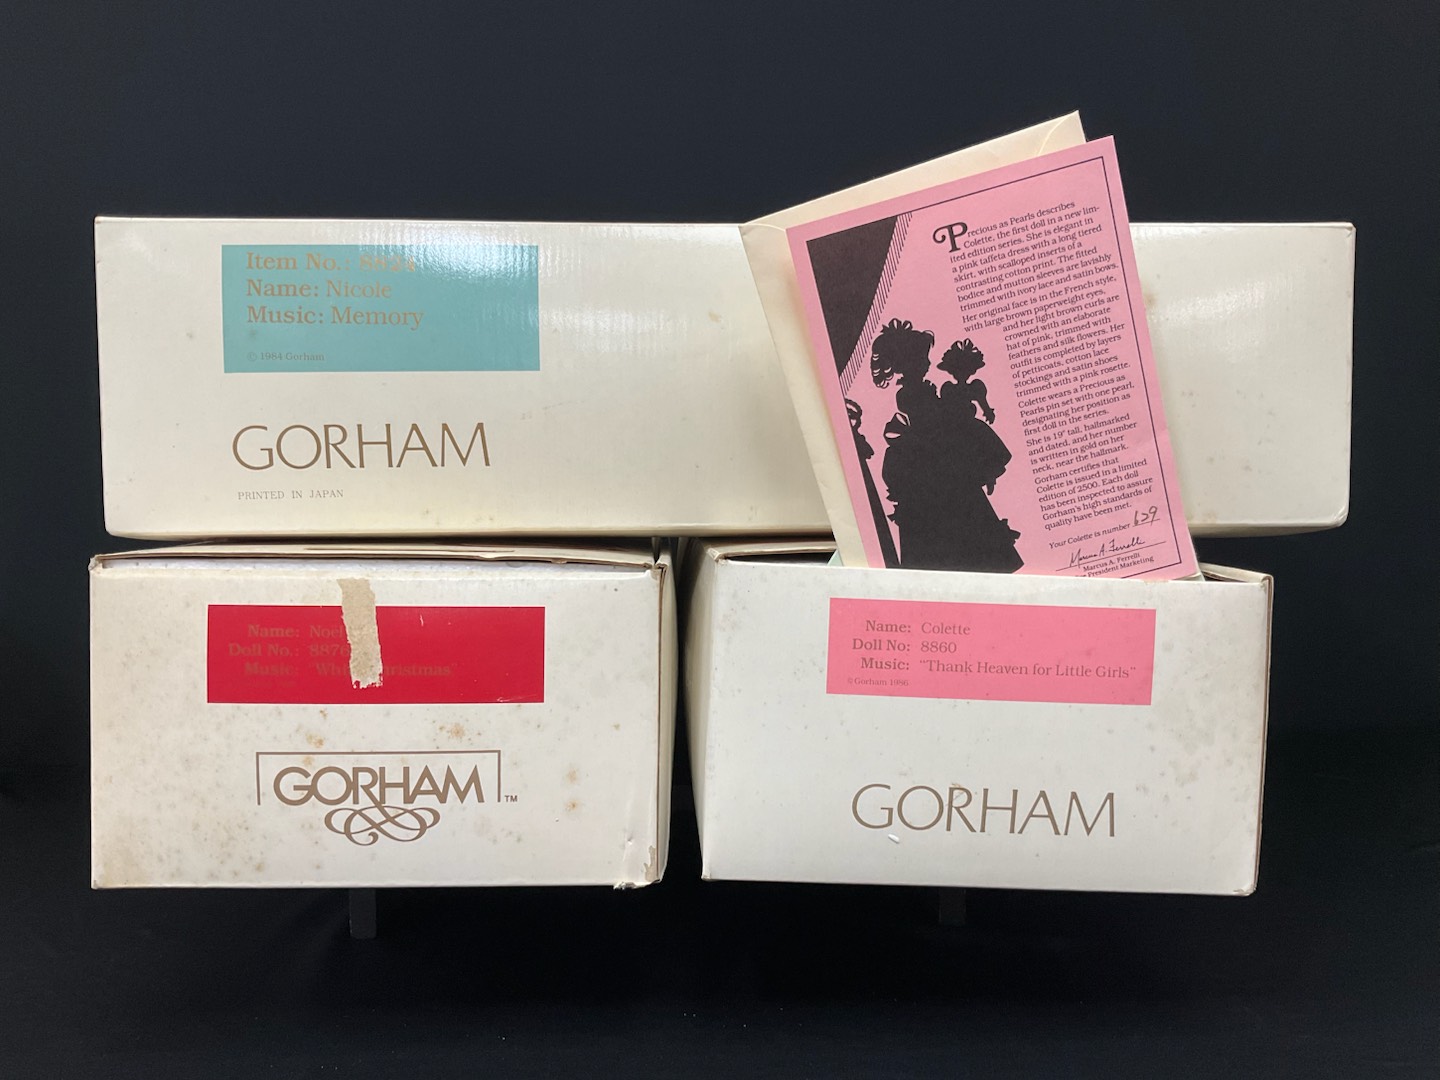 Item No.:
Name: Nicole
Music: Memory
© 1984 Gorham
GORHAM
PRINTED IN JAPAN
Precious as Pearls describes
Colette, the first doll in a new lim-
ited edition series. She is elegant in
a pink taffeta dress with a long tiered
skirt, with scalloped inserts of a
contrasting cotton print. The fitted
bodice and mutton sleeves are lavishly
trimmed with ivory lace and satin bows.
Her original face is in the French style,
with large brown paperweight eyes,
and her light brown curls are
crowned with an elaborate
hat of pink, trimmed with
feathers and silk flowers. Her
outfit is completed by layers
of petticoats, cotton lace
stockings and satin shoes
trimmed with a pink rosette.
Colette wears a Precious as
Pearls pin set with one pearl,
designating her position as
first doll in the series.
She is 19" tall, hallmarked
and dated, and her number
is written in gold on her
neck, near the hallmark.
Gorham certifies that
Colette is issued in a limited
edition of 2500. Each doll
has been inspected to assure
Gorham's high standards of
quality have been met.
Your Colette is number 629
Marcus A. Ferrelli
Marcus A. Ferrelli
President Marketing
Name:
Doll No.:
Music:
GORHAM TM
Name: Colette
Doll No: 8860
Music: "Thank Heaven for Little Girls"
© Gorham 1986
GORHAM